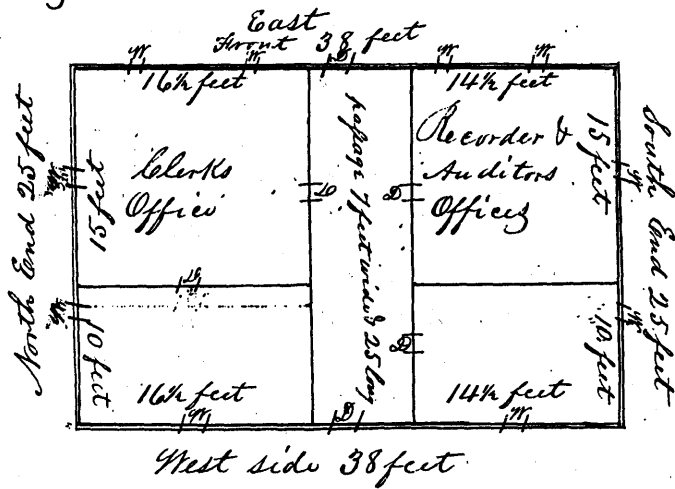 East
Front 38 feet
W
W
D
W
W
16½ feet
14½ feet
North End 25 feet
W
15 feet
Clerks
Office
D
passage 7 feet wide & 25 long
D
Recorder &
Auditors
Offices
15 feet
W
South End 25 feet
D
W
10 feet
D
10 feet
W
16½ feet
14½ feet
W
D
W
West side 38 feet